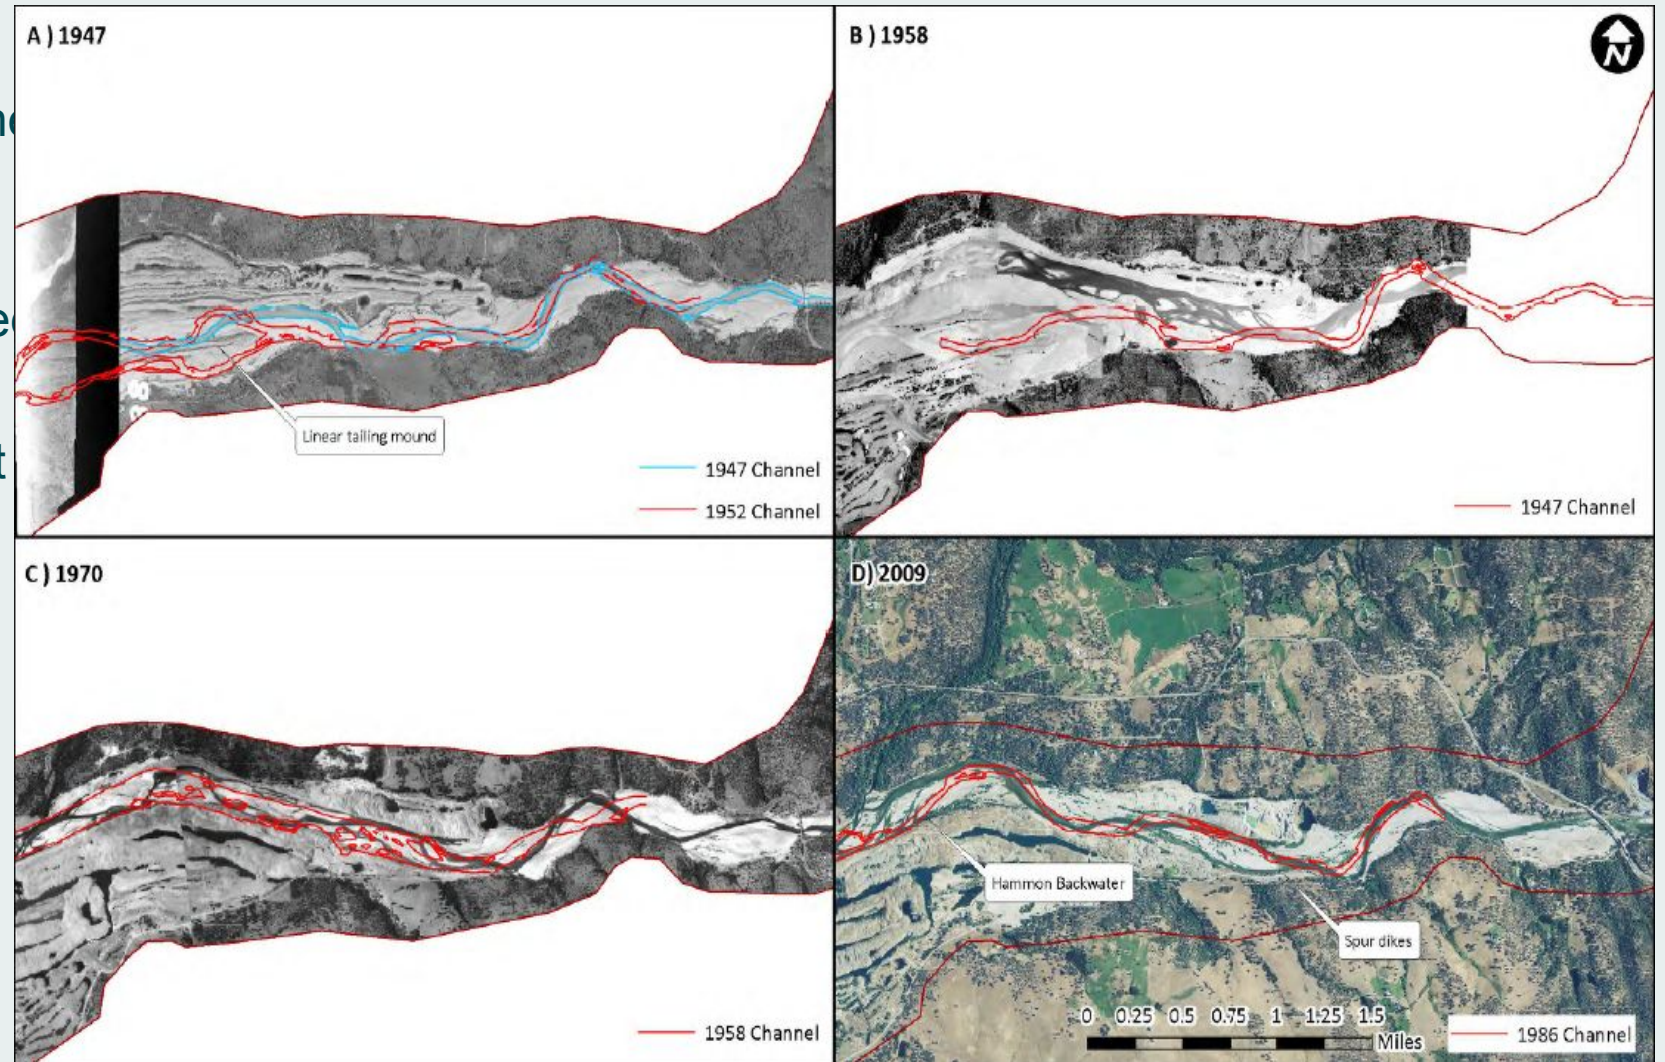 A ) 1947
Linear tailing mound
1947 Channel
1952 Channel
B ) 1958
N
1947 Channel
C ) 1970
1958 Channel
D) 2009
Hammon Backwater
Spur dikes
0 0.25 0.5 0.75 1 1.25 1.5
Miles
1986 Channel